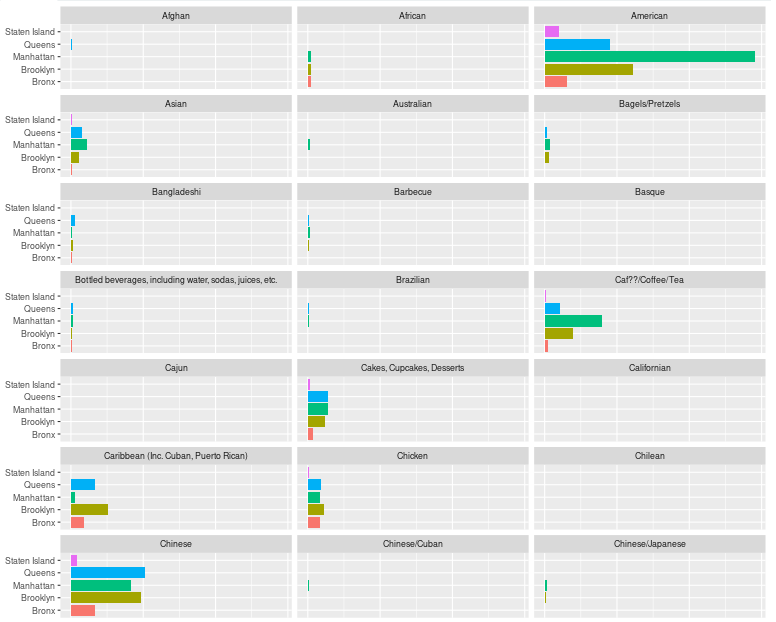 Afghan African American
Staten Island
Queens
Manhattan
Brooklyn
Bronx
Asian Australian Bagels/Pretzels
Staten Island
Queens
Manhattan
Brooklyn
Bronx
Bangladeshi Barbecue Basque
Staten Island
Queens
Manhattan
Brooklyn
Bronx
Bottled beverages, including water, sodas, juices, etc. Brazilian Caf??/Coffee/Tea
Staten Island
Queens
Manhattan
Brooklyn
Bronx
Cajun Cakes, Cupcakes, Desserts Californian
Staten Island
Queens
Manhattan
Brooklyn
Bronx
Caribbean (Inc. Cuban, Puerto Rican) Chicken Chilean
Staten Island
Queens
Manhattan
Brooklyn
Bronx
Chinese Chinese/Cuban Chinese/Japanese
Staten Island
Queens
Manhattan
Brooklyn
Bronx